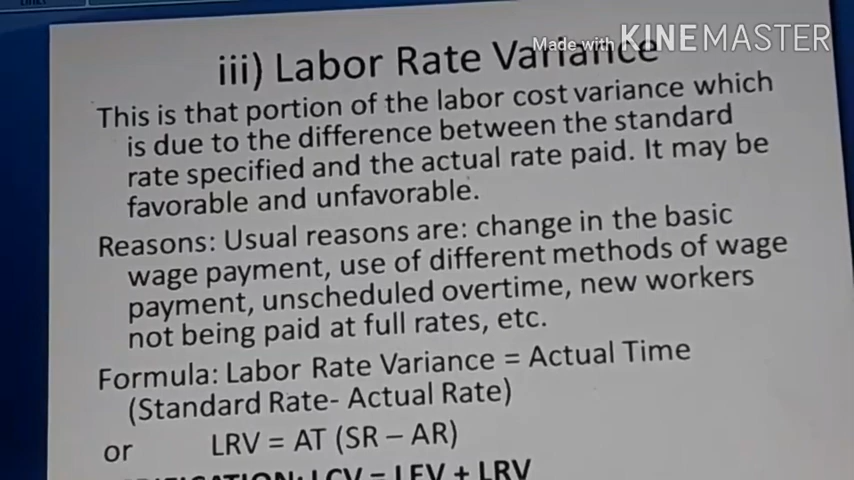 Made with KINEMASTER
iii) Labor Rate Variance
This is that portion of the labor cost variance which
is due to the difference between the standard
rate specified and the actual rate paid. It may be
favorable and unfavorable.
Reasons: Usual reasons are: change in the basic
wage payment, use of different methods of wage
payment, unscheduled overtime, new workers
not being paid at full rates, etc.
Formula: Labor Rate Variance = Actual Time
(Standard Rate- Actual Rate)
or LRV = AT (SR – AR)
LCV = LEV + LRV